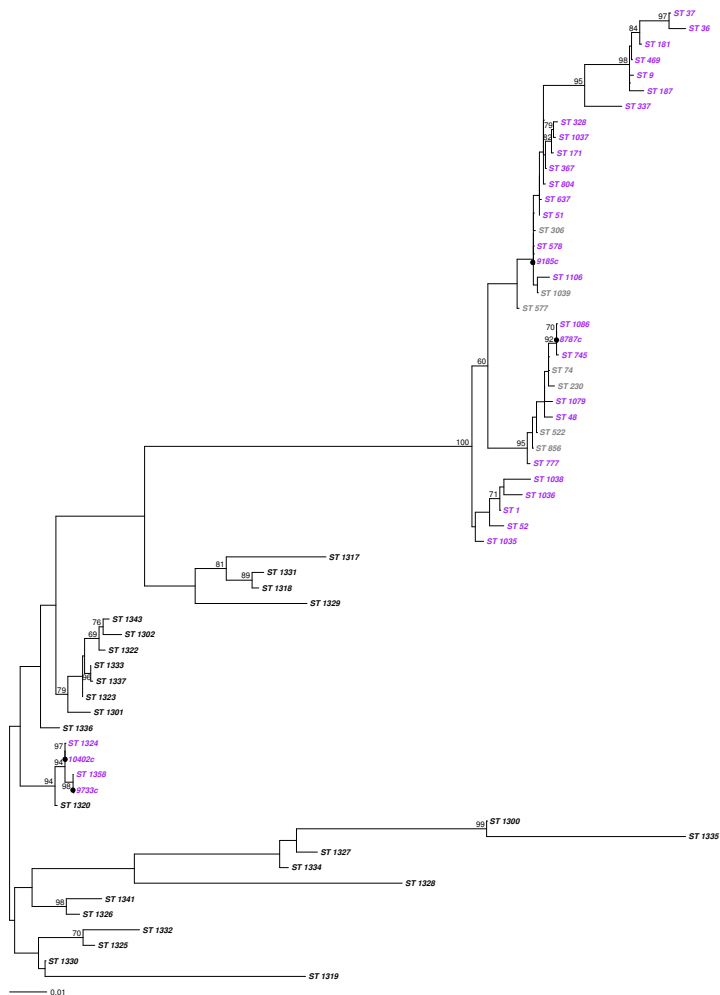 ST 37
97
ST 36
84
ST 181
98
ST 469
ST 9
95
ST 187
ST 337
79
ST 328
82
ST 1037
ST 171
ST 367
ST 804
ST 637
ST 51
ST 306
ST 578
9185c
ST 1106
ST 1039
ST 577
70
ST 1086
92
8787c
ST 745
60
ST 74
ST 230
ST 1079
ST 48
ST 522
100
95
ST 856
ST 777
ST 1038
71
ST 1036
ST 1
ST 52
ST 1035
ST 1317
81
ST 1331
89
ST 1318
ST 1329
76
ST 1343
69
ST 1302
ST 1322
ST 1333
ST 1337
79
ST 1323
ST 1301
ST 1336
97
ST 1324
94
10402c
94
ST 1358
98
9733c
ST 1320
99
ST 1300
ST 1335
ST 1327
ST 1334
ST 1328
98
ST 1341
ST 1326
70
ST 1332
ST 1325
ST 1330
ST 1319
0.01